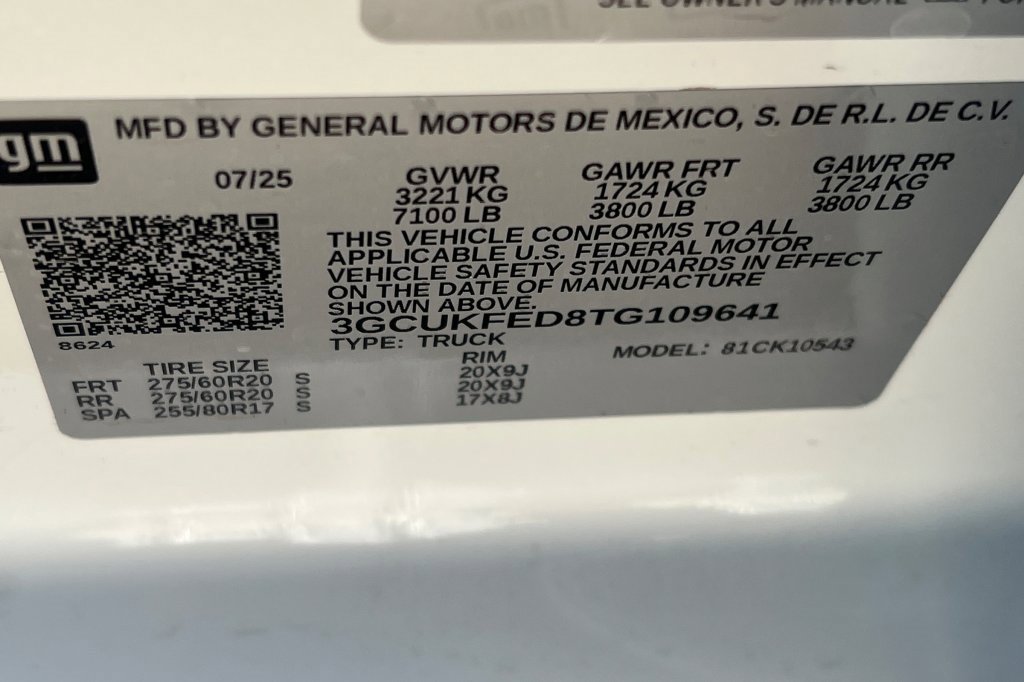 SEE OWNER'S MANUAL
gm
MFD BY GENERAL MOTORS DE MEXICO, S. DE R.L. DE C.V.
07/25 GVWR GAWR FRT GAWR RR
3221 KG 1724 KG 1724 KG
7100 LB 3800 LB 3800 LB
THIS VEHICLE CONFORMS TO ALL
APPLICABLE U.S. FEDERAL MOTOR
VEHICLE SAFETY STANDARDS IN EFFECT
ON THE DATE OF MANUFACTURE
SHOWN ABOVE.
3GCUKFED8TG109641
8624 TYPE: TRUCK MODEL: 81CK10543
TIRE SIZE RIM
FRT 275/60R20 S 20X9J
RR 275/60R20 S 20X9J
SPA 255/80R17 S 17X8J